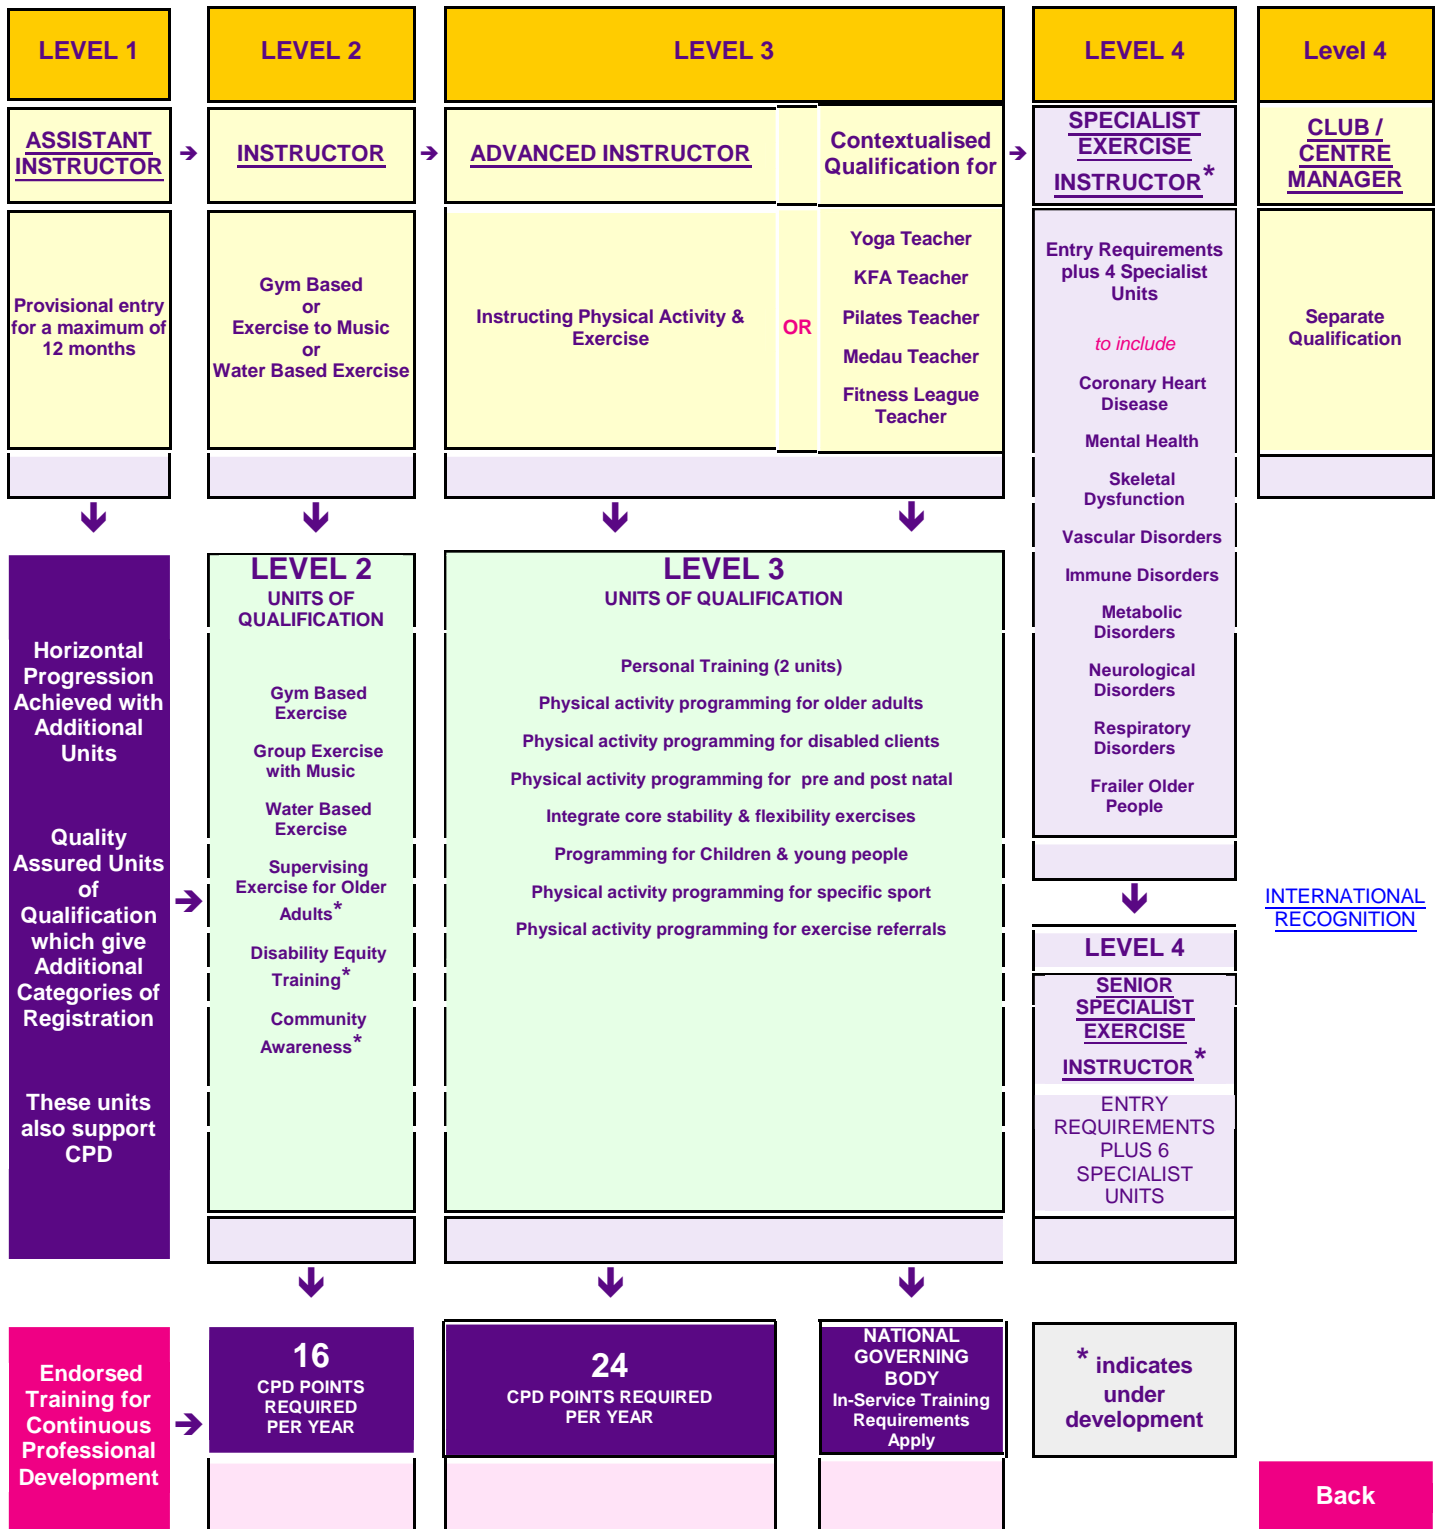 LEVEL 1
LEVEL 2
LEVEL 3
LEVEL 4
Level 4
ASSISTANT
INSTRUCTOR
INSTRUCTOR
ADVANCED INSTRUCTOR
Contextualised
Qualification for
SPECIALIST
EXERCISE
INSTRUCTOR*
CLUB /
CENTRE
MANAGER
Provisional entry
for a maximum of
12 months
Gym Based
or
Exercise to Music
or
Water Based Exercise
Instructing Physical Activity &
Exercise
OR
Yoga Teacher
KFA Teacher
Pilates Teacher
Medau Teacher
Fitness League
Teacher
Entry Requirements
plus 4 Specialist
Units
to include
Coronary Heart
Disease
Mental Health
Skeletal
Dysfunction
Vascular Disorders
Immune Disorders
Metabolic
Disorders
Neurological
Disorders
Respiratory
Disorders
Frailer Older
People
Separate
Qualification
Horizontal
Progression
Achieved with
Additional
Units
Quality
Assured Units
of
Qualification
which give
Additional
Categories of
Registration
These units
also support
CPD
LEVEL 2
UNITS OF
QUALIFICATION
Gym Based
Exercise
Group Exercise
with Music
Water Based
Exercise
Supervising
Exercise for Older
Adults*
Disability Equity
Training*
Community
Awareness*
LEVEL 3
UNITS OF QUALIFICATION
Personal Training (2 units)
Physical activity programming for older adults
Physical activity programming for disabled clients
Physical activity programming for pre and post natal
Integrate core stability & flexibility exercises
Programming for Children & young people
Physical activity programming for specific sport
Physical activity programming for exercise referrals
LEVEL 4
SENIOR
SPECIALIST
EXERCISE
INSTRUCTOR*
ENTRY
REQUIREMENTS
PLUS 6
SPECIALIST
UNITS
INTERNATIONAL
RECOGNITION
Endorsed
Training for
Continuous
Professional
Development
16
CPD POINTS
REQUIRED
PER YEAR
24
CPD POINTS REQUIRED
PER YEAR
NATIONAL
GOVERNING
BODY
In-Service Training
Requirements
Apply
* indicates
under
development
Back